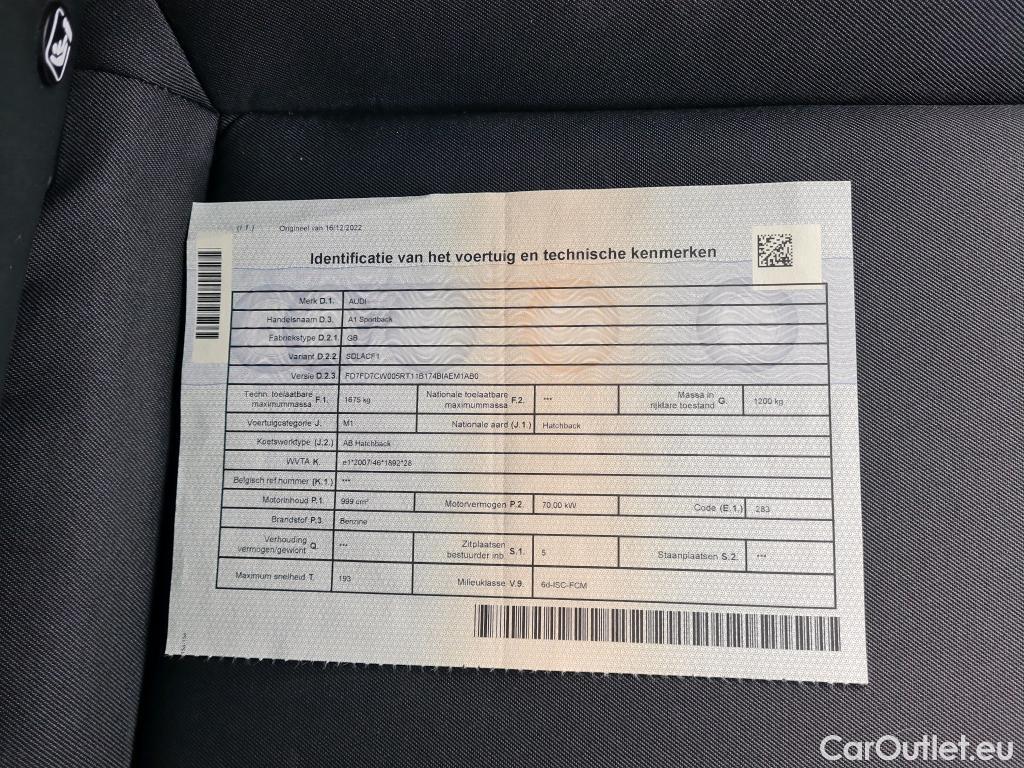 (I.1.) Origineel van 16/12/2022
Identificatie van het voertuig en technische kenmerken
Merk D.1. AUDI
Handelsnaam D.3. A1 Sportback
Fabriekstype D.2.1. GB
Variant D.2.2. SDLACF1
Versie D.2.3. FD7FD7CW005RT11B174BIAEM1AB0
Techn. toelaatbare maximummassa F.1. 1675 kg Nationale toelaatbare maximummassa F.2. *** Massa in rijklare toestand G. 1200 kg
Voertuigcategorie J. M1 Nationale aard (J.1.) Hatchback
Koetswerktype (J.2.) AB Hatchback
WVTA K. e1*2007/46*1892*28
Belgisch ref nummer (K.1.) ***
Motorinhoud P.1. 999 cm³ Motorvermogen P.2. 70.00 kW Code (E.1.) 283
Brandstof P.3. Benzine
Verhouding vermogen/gewicht Q. *** Zitplaatsen bestuurder inb. S.1. 5 Staanplaatsen S.2. ***
Maximum snelheid T. 193 Milieuklasse V.9. 6d-ISC-FCM
CarOutlet.eu